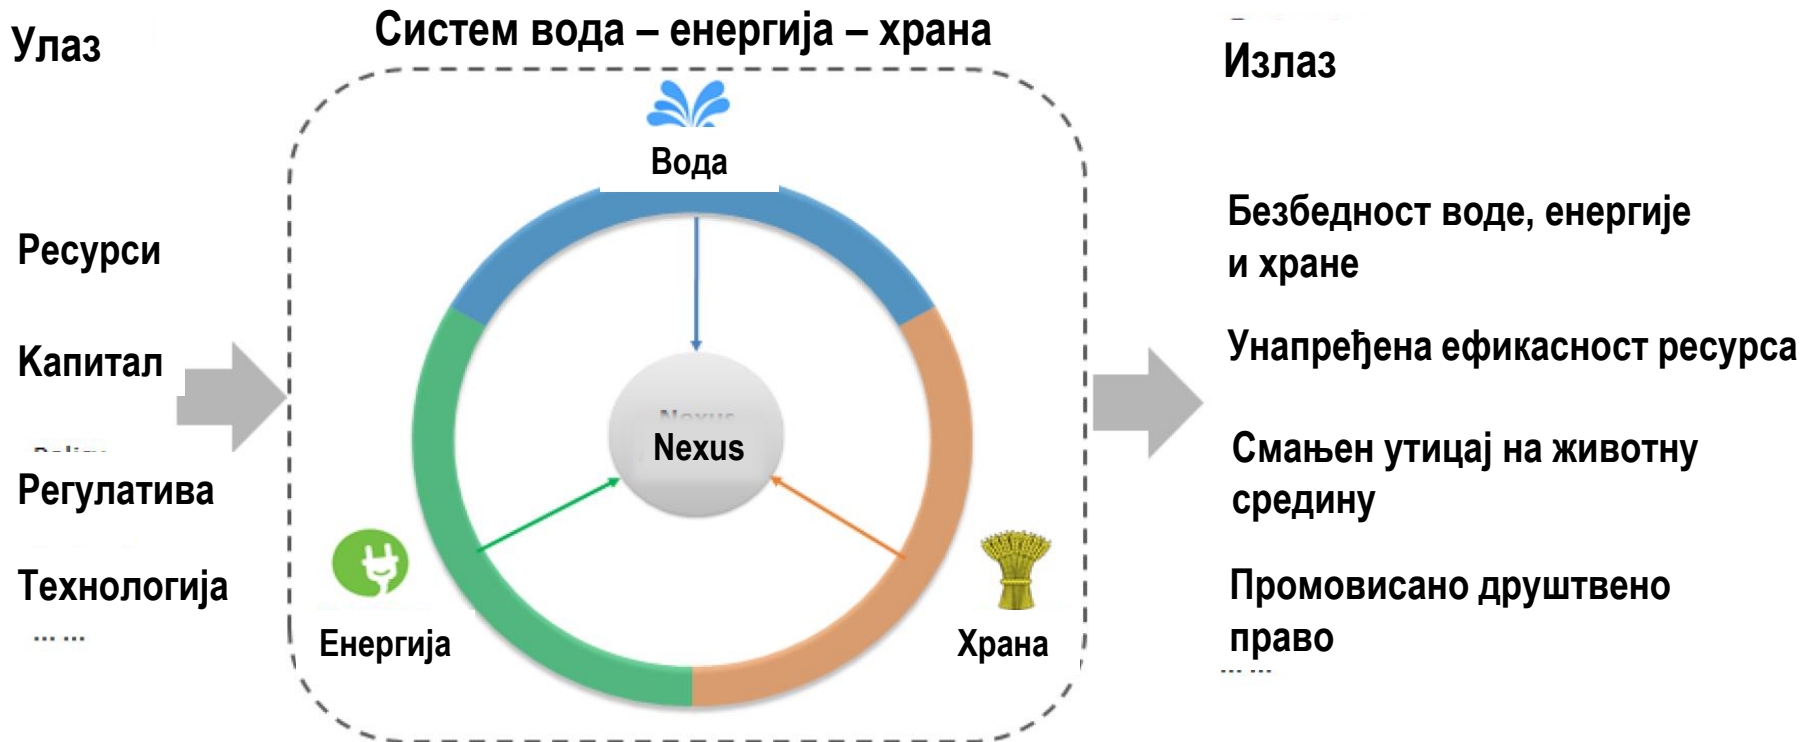 Систем вода – енергија – храна
Улаз
Ресурси
Капитал
Регулатива
Технологија
... ...
Вода
Nexus
Енергија
Храна
Излаз
Безбедност воде, енергије
и хране
Унапређена ефикасност ресурса
Смањен утицај на животну
средину
Промовисано друштвено
право
... ...